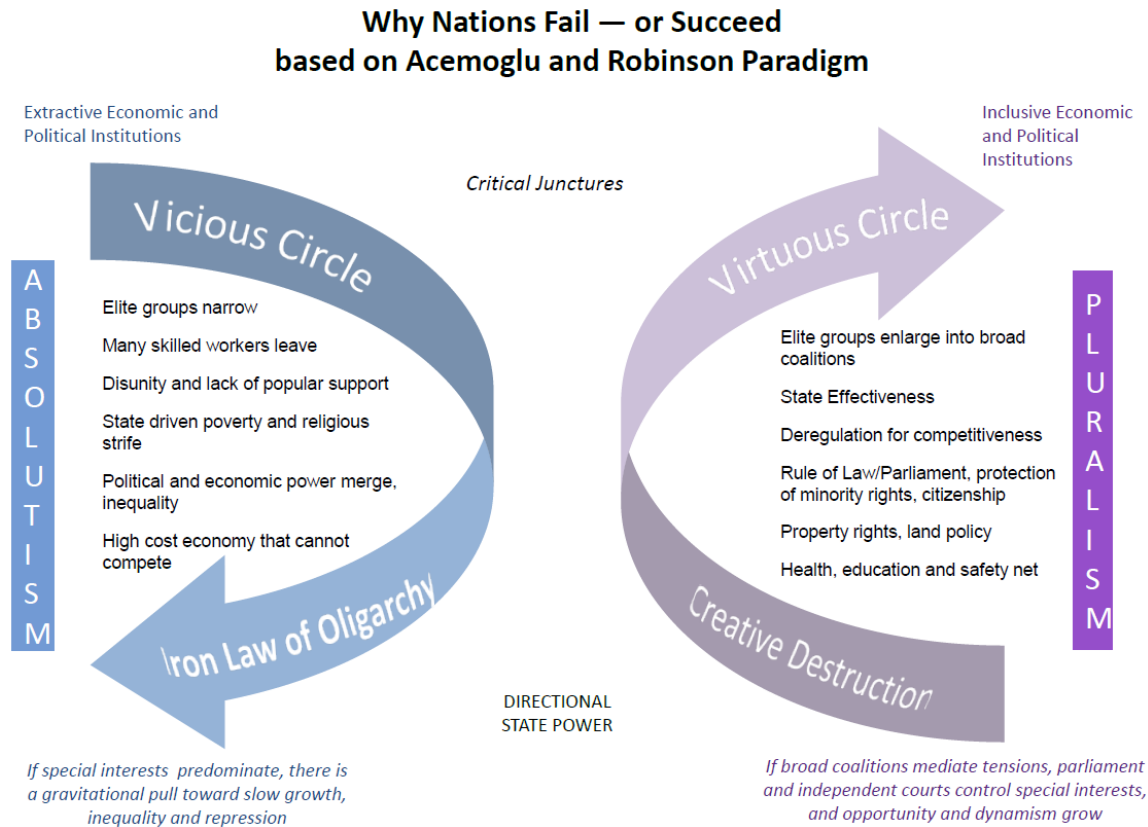 Why Nations Fail — or Succeed
based on Acemoglu and Robinson Paradigm
Extractive Economic and
Political Institutions
Inclusive Economic
and Political
Institutions
Critical Junctures
Vicious Circle
Virtuous Circle
ABSOLUTISM
Elite groups narrow
Many skilled workers leave
Disunity and lack of popular support
State driven poverty and religious
strife
Political and economic power merge,
inequality
High cost economy that cannot
compete
Iron Law of Oligarchy
Elite groups enlarge into broad
coalitions
State Effectiveness
Deregulation for competitiveness
Rule of Law/Parliament, protection
of minority rights, citizenship
Property rights, land policy
Health, education and safety net
PLURALISM
Creative Destruction
DIRECTIONAL
STATE POWER
If special interests predominate, there is
a gravitational pull toward slow growth,
inequality and repression
If broad coalitions mediate tensions, parliament
and independent courts control special interests,
and opportunity and dynamism grow